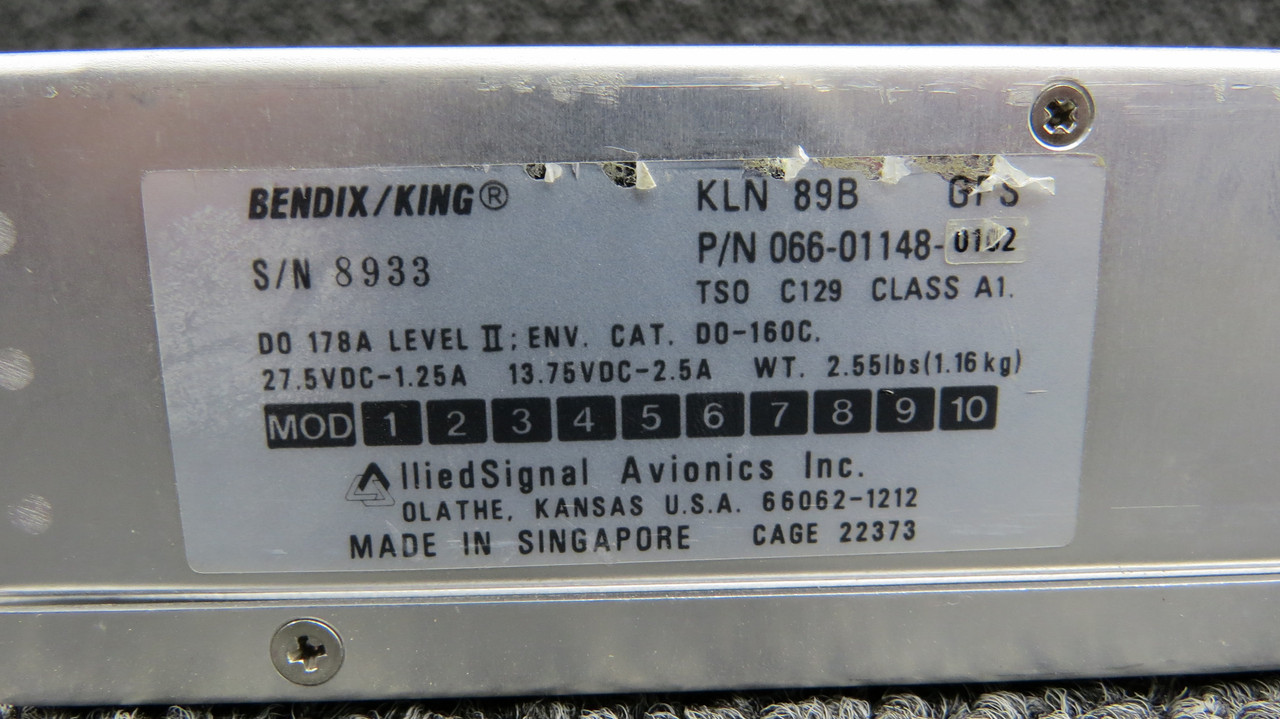 BENDIX/KING®
KLN 89B GPS
P/N 066-01148-0102
S/N 8933
TSO C129 CLASS A1.
DO 178A LEVEL II; ENV. CAT. DO-160C.
27.5VDC-1.25A 13.75VDC-2.5A WT. 2.55lbs(1.16kg)
MOD 1 2 3 4 5 6 7 8 9 10
AlliedSignal Avionics Inc.
OLATHE, KANSAS U.S.A. 66062-1212
MADE IN SINGAPORE CAGE 22373